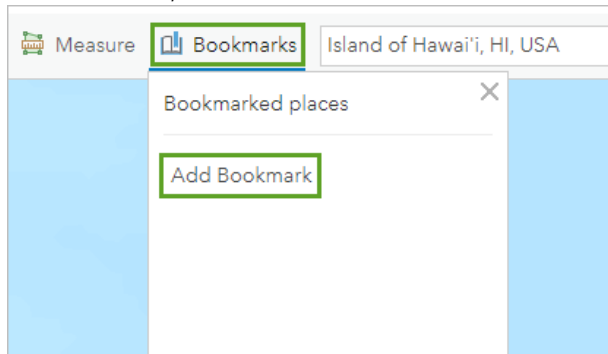 Measure Bookmarks Island of Hawai'i, HI, USA
Bookmarked places
Add Bookmark